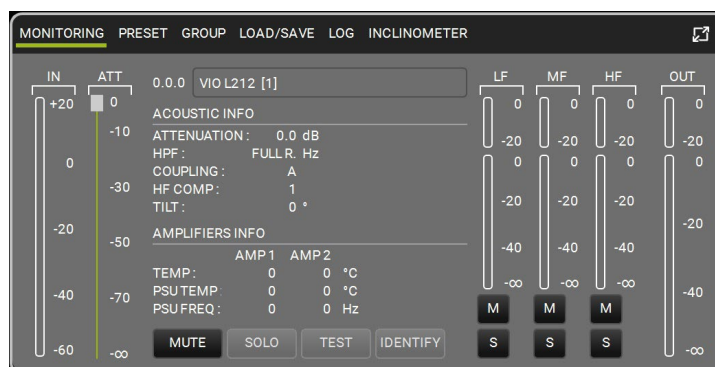 MONITORING PRESET GROUP LOAD/SAVE LOG INCLINOMETER
IN ATT 0.0.0 VIO L212 [1] LF MF HF OUT
+20 0 0 0 0 0
ACOUSTIC INFO
-10 ATTENUATION: 0.0 dB -20 -20 -20 -20
HPF: FULL R. Hz
0 0 0 0 0
COUPLING: A
-30 HF COMP: 1
TILT: 0 °
-20 -20 -20
-20 -20
AMPLIFIERS INFO
-50
AMP 1 AMP 2 -40 -40 -40
TEMP: 0 0 °C
PSU TEMP: 0 0 °C -∞ -∞ -∞
-40 -70 -40
PSU FREQ: 0 0 Hz M M M
MUTE SOLO TEST IDENTIFY S S S
-60 -∞ -∞